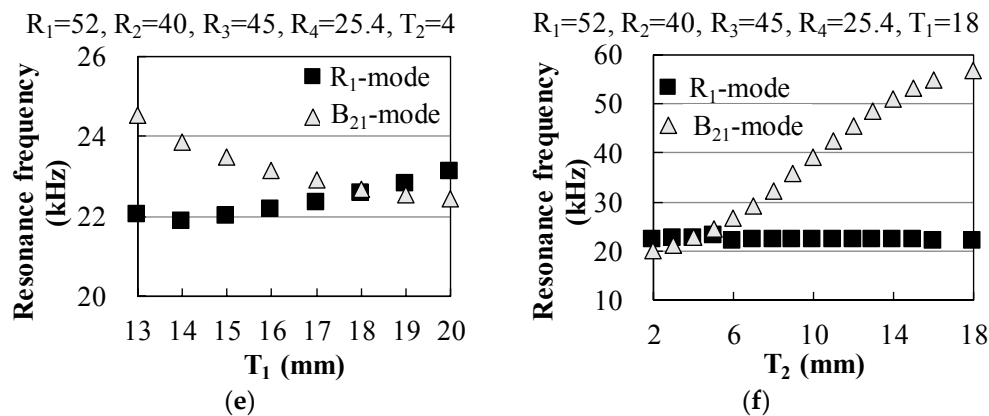 R₁=52, R₂=40, R₃=45, R₄=25.4, T₂=4
26
24
22
20
Resonance frequency
(kHz)
R₁-mode
B₂₁-mode
13 14 15 16 17 18 19 20
T₁ (mm)
(e)
R₁=52, R₂=40, R₃=45, R₄=25.4, T₁=18
60
50
40
30
20
10
Resonance frequency
(kHz)
R₁-mode
B₂₁-mode
2 6 10 14 18
T₂ (mm)
(f)